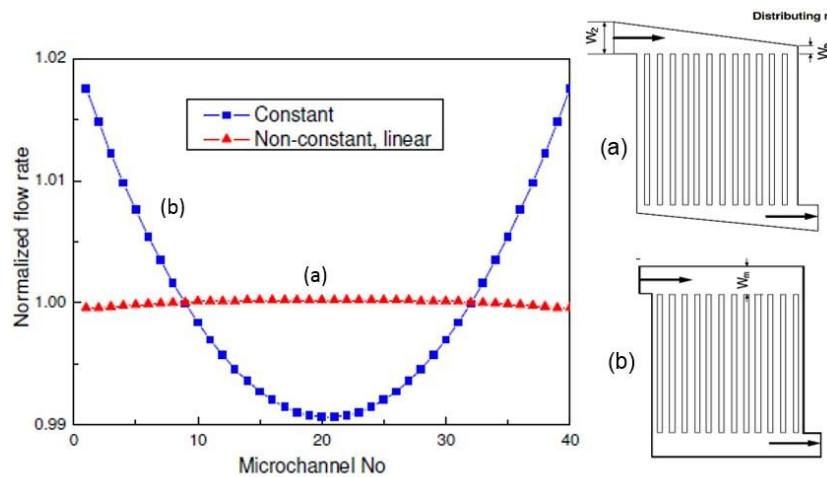 Normalized flow rate
1.02
1.01
1.00
0.99
0
10
20
30
40
Microchannel No
Constant
Non-constant, linear
(b)
(a)
Distributing
Wz
(a)
Wm
(b)